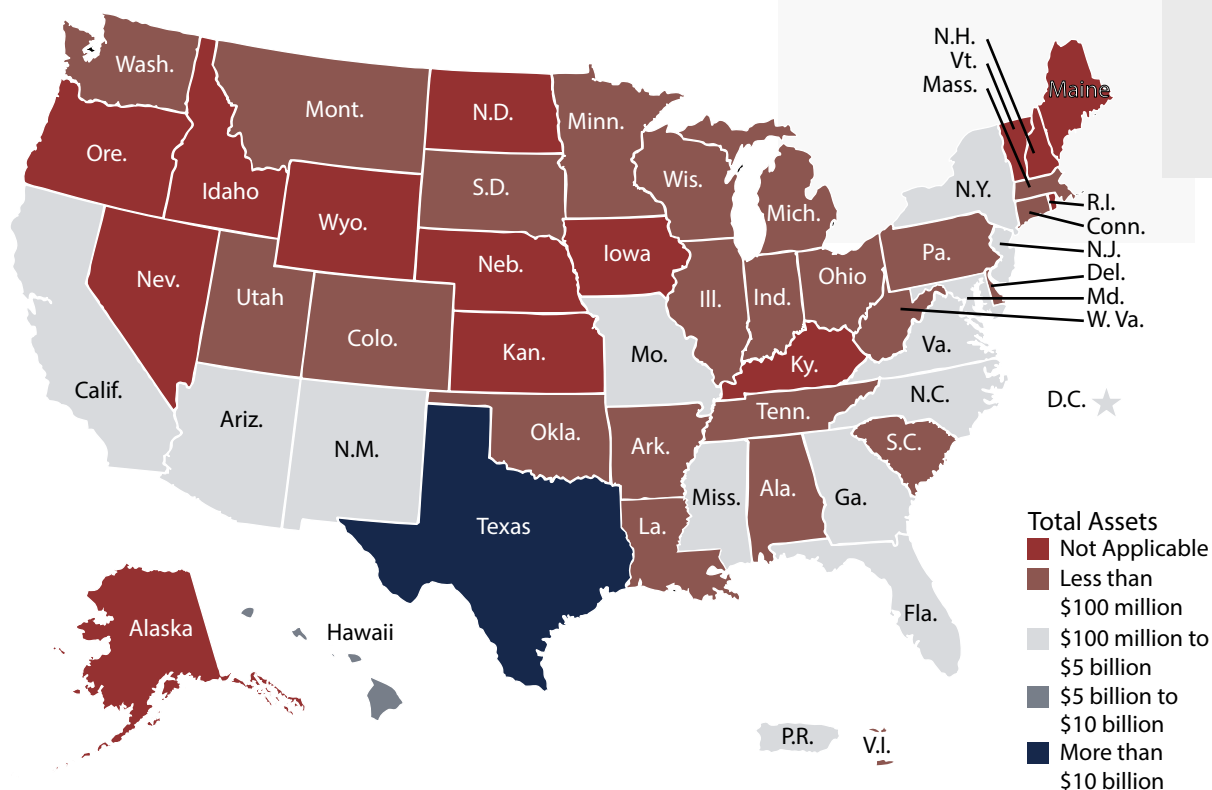 N.H.
Vt.
Mass.
Maine
Wash.
Mont.
N.D.
Minn.
Ore.
Idaho
Wyo.
S.D.
Wis.
Mich.
N.Y.
R.I.
Conn.
N.J.
Del.
Md.
W. Va.
Nev.
Utah
Colo.
Neb.
Iowa
Ill.
Ind.
Ohio
Pa.
Calif.
Ariz.
N.M.
Kan.
Mo.
Ky.
Va.
N.C.
D.C.
Okla.
Ark.
Tenn.
S.C.
Texas
La.
Miss.
Ala.
Ga.
Fla.
Alaska
Hawaii
P.R.
V.I.
Total Assets
Not Applicable
Less than
$100 million
$100 million to
$5 billion
$5 billion to
$10 billion
More than
$10 billion